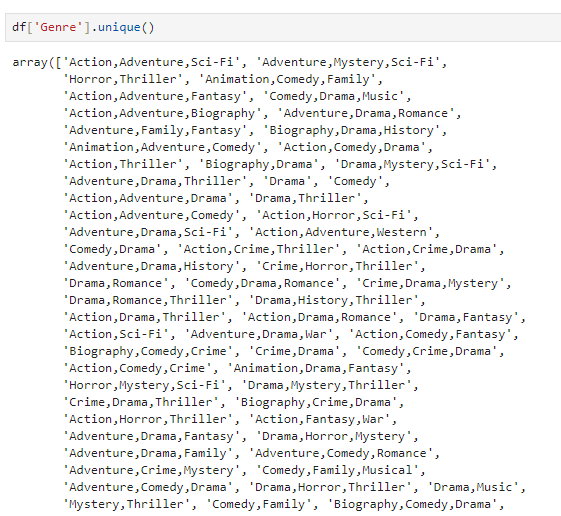 df['Genre'].unique()
array(['Action,Adventure,Sci-Fi', 'Adventure,Mystery,Sci-Fi',
'Horror,Thriller', 'Animation,Comedy,Family',
'Action,Adventure,Fantasy', 'Comedy,Drama,Music',
'Action,Adventure,Biography', 'Adventure,Drama,Romance',
'Adventure,Family,Fantasy', 'Biography,Drama,History',
'Animation,Adventure,Comedy', 'Action,Comedy,Drama',
'Action,Thriller', 'Biography,Drama', 'Drama,Mystery,Sci-Fi',
'Adventure,Drama,Thriller', 'Drama', 'Comedy',
'Action,Adventure,Drama', 'Drama,Thriller',
'Action,Adventure,Comedy', 'Action,Horror,Sci-Fi',
'Adventure,Drama,Sci-Fi', 'Action,Adventure,Western',
'Comedy,Drama', 'Action,Crime,Thriller', 'Action,Crime,Drama',
'Adventure,Drama,History', 'Crime,Horror,Thriller',
'Drama,Romance', 'Comedy,Drama,Romance', 'Crime,Drama,Mystery',
'Drama,Romance,Thriller', 'Drama,History,Thriller',
'Action,Drama,Thriller', 'Action,Drama,Romance', 'Drama,Fantasy',
'Action,Sci-Fi', 'Adventure,Drama,War', 'Action,Comedy,Fantasy',
'Biography,Comedy,Crime', 'Crime,Drama', 'Comedy,Crime,Drama',
'Action,Comedy,Crime', 'Animation,Drama,Fantasy',
'Horror,Mystery,Sci-Fi', 'Drama,Mystery,Thriller',
'Crime,Drama,Thriller', 'Biography,Crime,Drama',
'Action,Horror,Thriller', 'Action,Fantasy,War',
'Adventure,Drama,Fantasy', 'Drama,Horror,Mystery',
'Adventure,Drama,Family', 'Adventure,Comedy,Romance',
'Adventure,Crime,Mystery', 'Comedy,Family,Musical',
'Adventure,Comedy,Drama', 'Drama,Horror,Thriller', 'Drama,Music',
'Mystery,Thriller', 'Comedy,Family', 'Biography,Comedy,Drama',